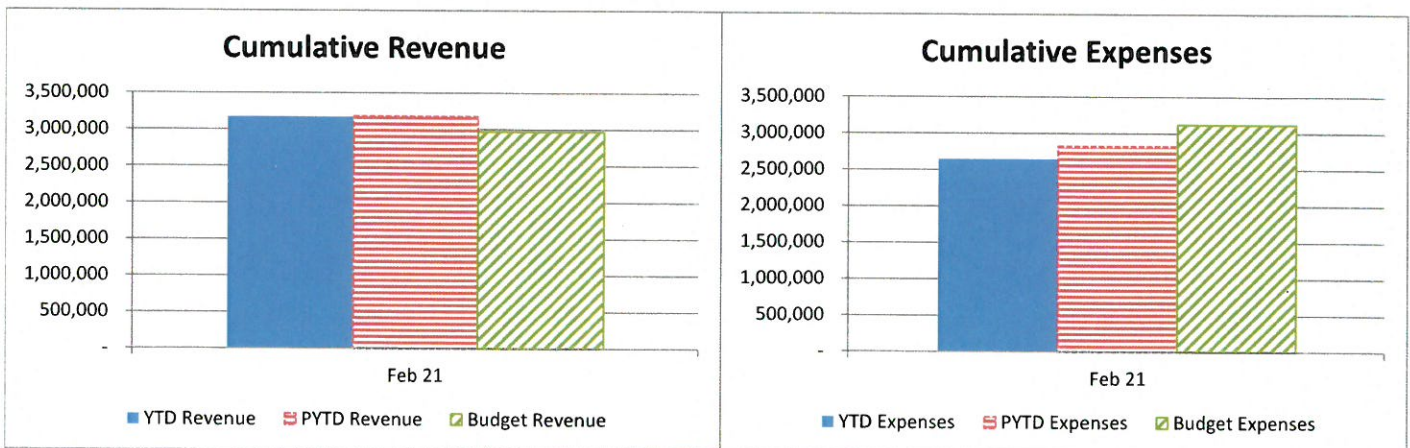 Cumulative Revenue
3,500,000
3,000,000
2,500,000
2,000,000
1,500,000
1,000,000
500,000
-
Feb 21
YTD Revenue PYTD Revenue Budget Revenue
Cumulative Expenses
3,500,000
3,000,000
2,500,000
2,000,000
1,500,000
1,000,000
500,000
-
Feb 21
YTD Expenses PYTD Expenses Budget Expenses